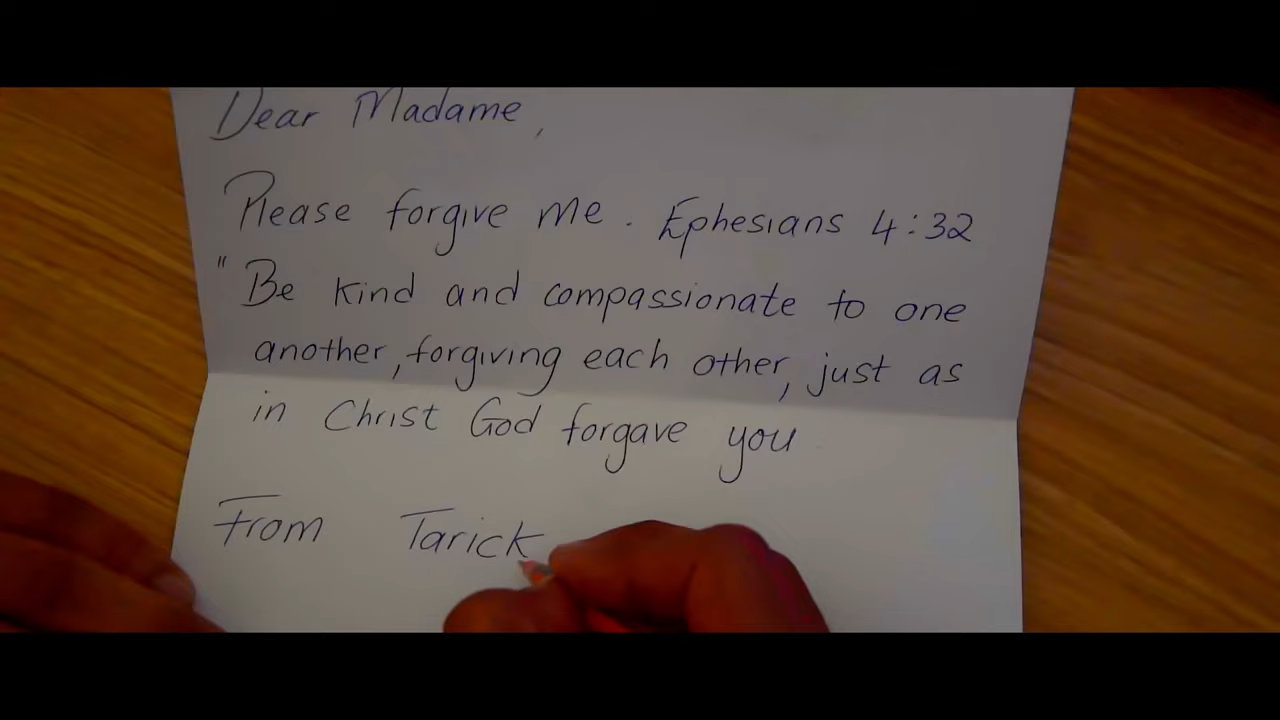 Dear Madame,
Please forgive me. Ephesians 4:32
"Be kind and compassionate to one
another, forgiving each other, just as
in Christ God forgave you
From Tarick